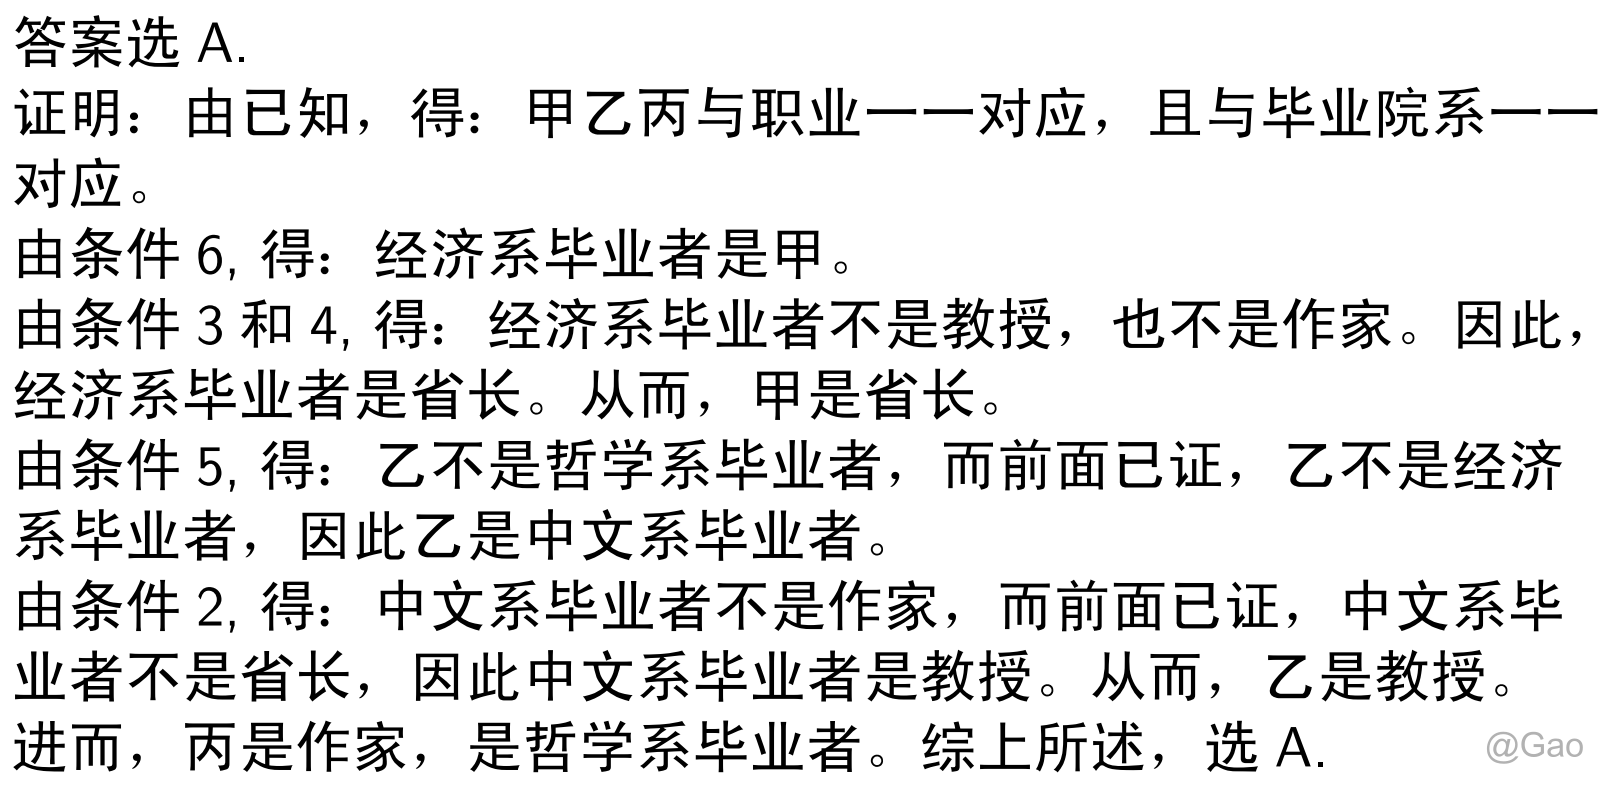 答案选 A.
证明：由已知，得：甲乙丙与职业一一对应，且与毕业院系一一
对应。
由条件 6, 得：经济系毕业者是甲。
由条件 3 和 4, 得：经济系毕业者不是教授，也不是作家。因此，
经济系毕业者是省长。从而，甲是省长。
由条件 5, 得：乙不是哲学系毕业者，而前面已证，乙不是经济
系毕业者，因此乙是中文系毕业者。
由条件 2, 得：中文系毕业者不是作家，而前面已证，中文系毕
业者不是省长，因此中文系毕业者是教授。从而，乙是教授。
进而，丙是作家，是哲学系毕业者。综上所述，选 A.
@Gao